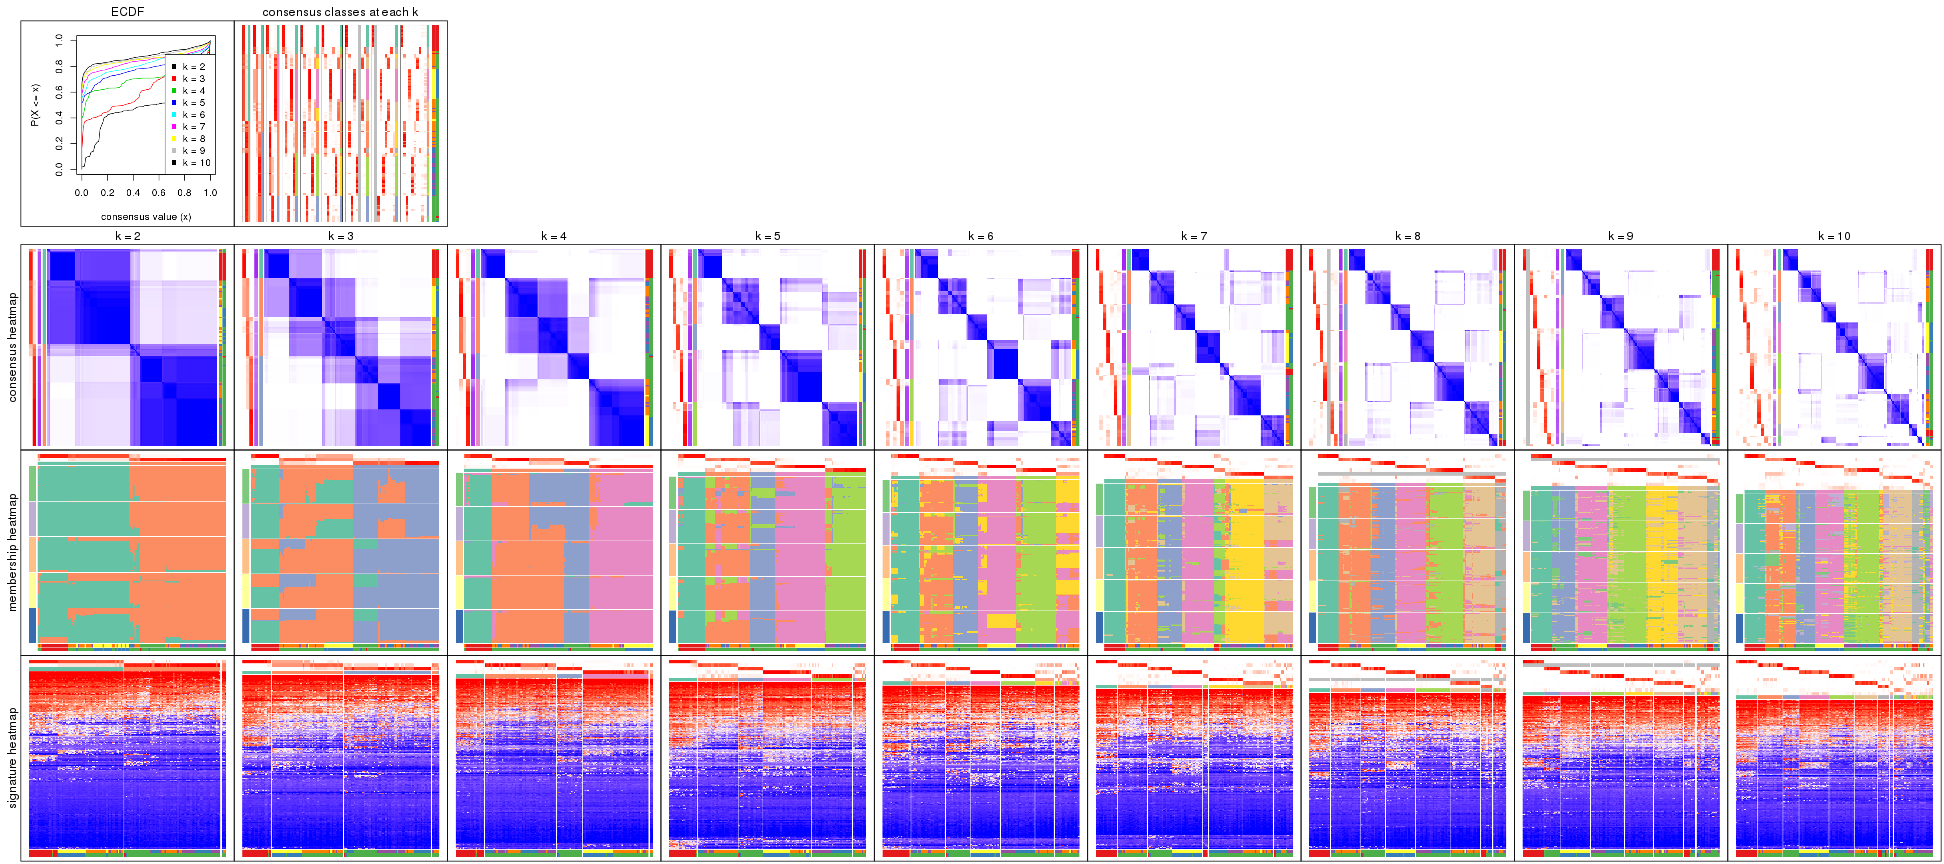 ECDF
consensus classes at each k
P(X <= x)
0.0 0.2 0.4 0.6 0.8 1.0
k = 2
k = 3
k = 4
k = 5
k = 6
k = 7
k = 8
k = 9
k = 10
0.0 0.2 0.4 0.6 0.8 1.0
consensus value (x)
k = 2 k = 3 k = 4 k = 5 k = 6 k = 7 k = 8 k = 9 k = 10
consensus heatmap
membership heatmap
signature heatmap